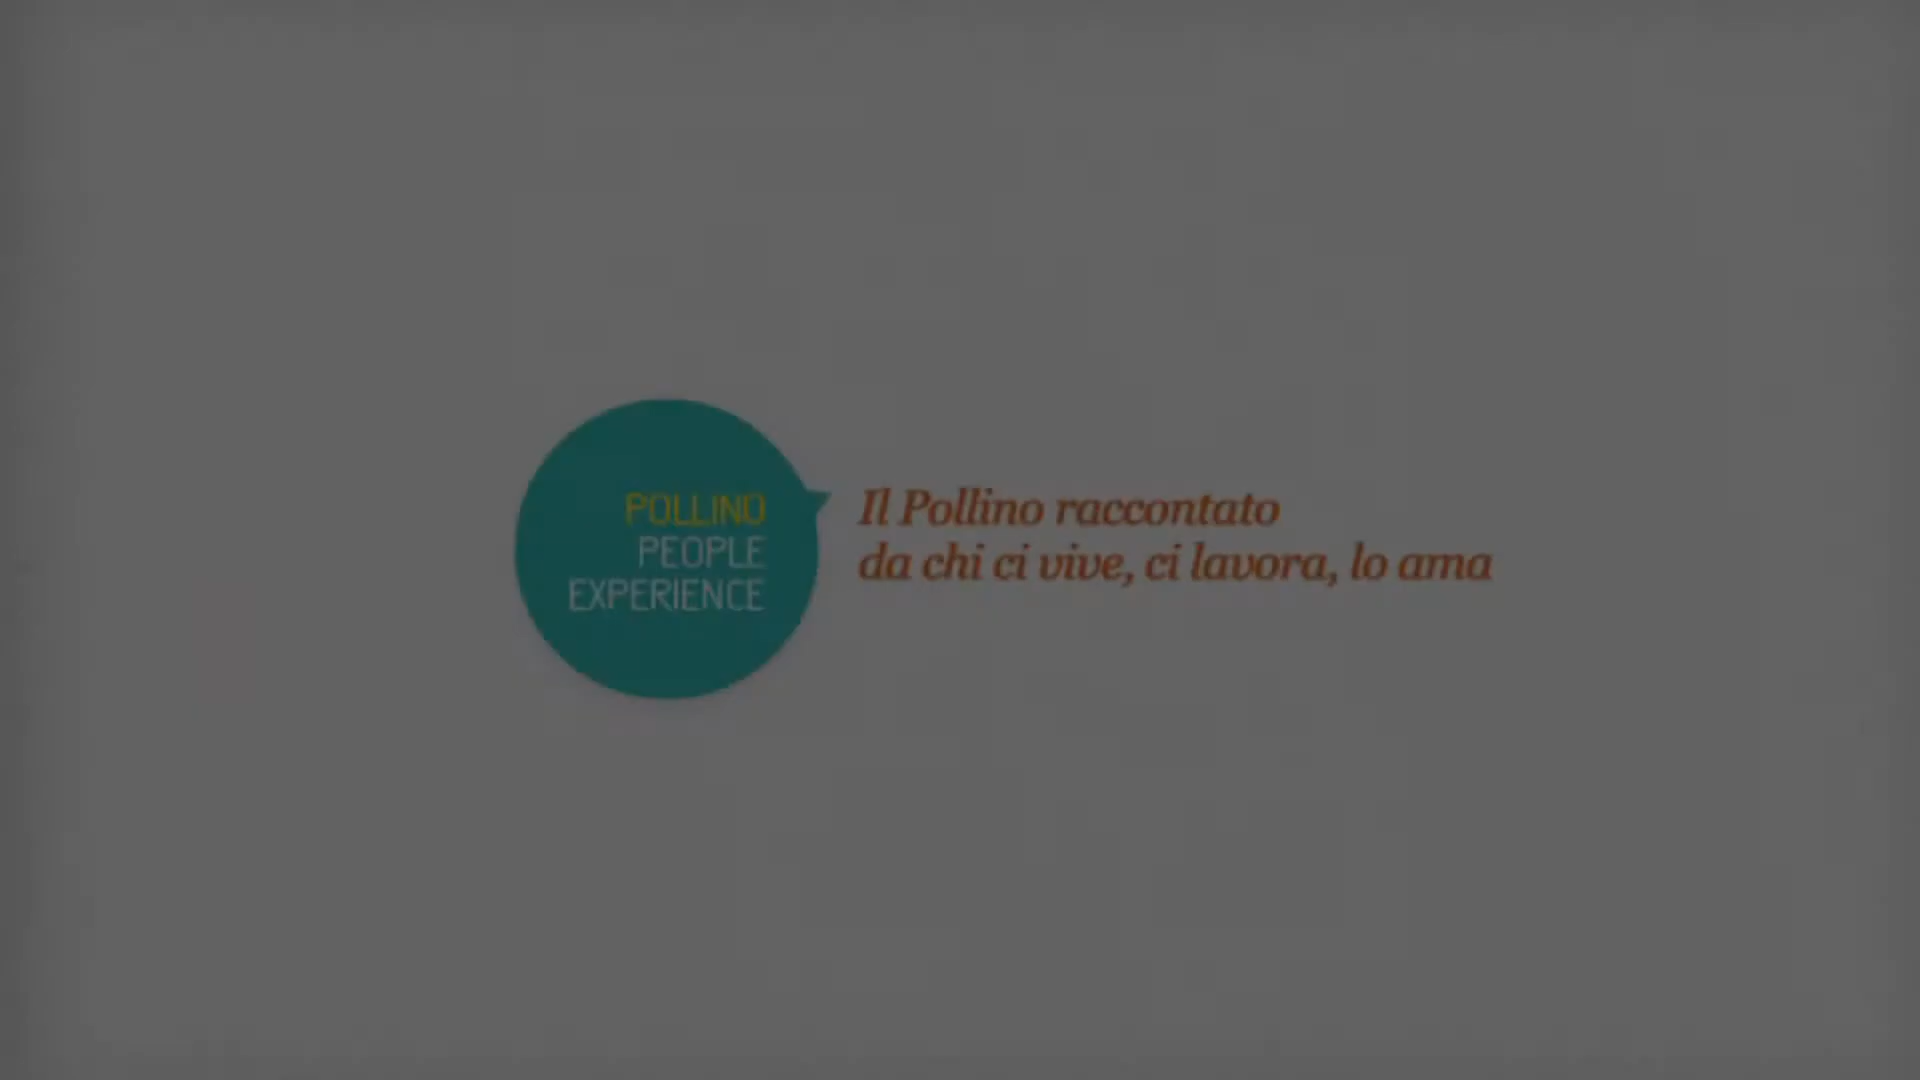 POLLINO
PEOPLE
EXPERIENCE
Il Pollino raccontato
da chi ci vive, ci lavora, lo ama